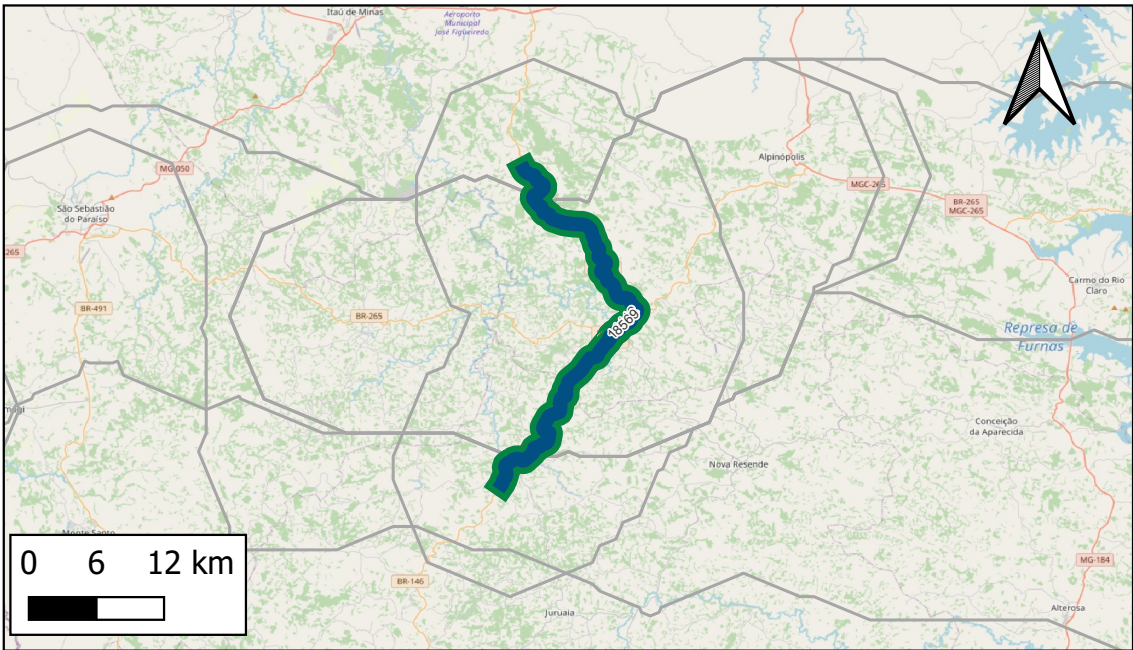 Itaú de Minas
Aeroporto
Municipal
José Figueiredo
Alpinópolis
MG-050
MGC-265
São Sebastião
do Paraíso
BR-265
MGC-265
265
Carmo do Rio
Claro
BR-491
BR-265
18569
Represa de
Furnas
Conceição
da Aparecida
Nova Resende
Monte Santo
0 6 12 km
MG-184
BR-146
Juruaia
Alterosa